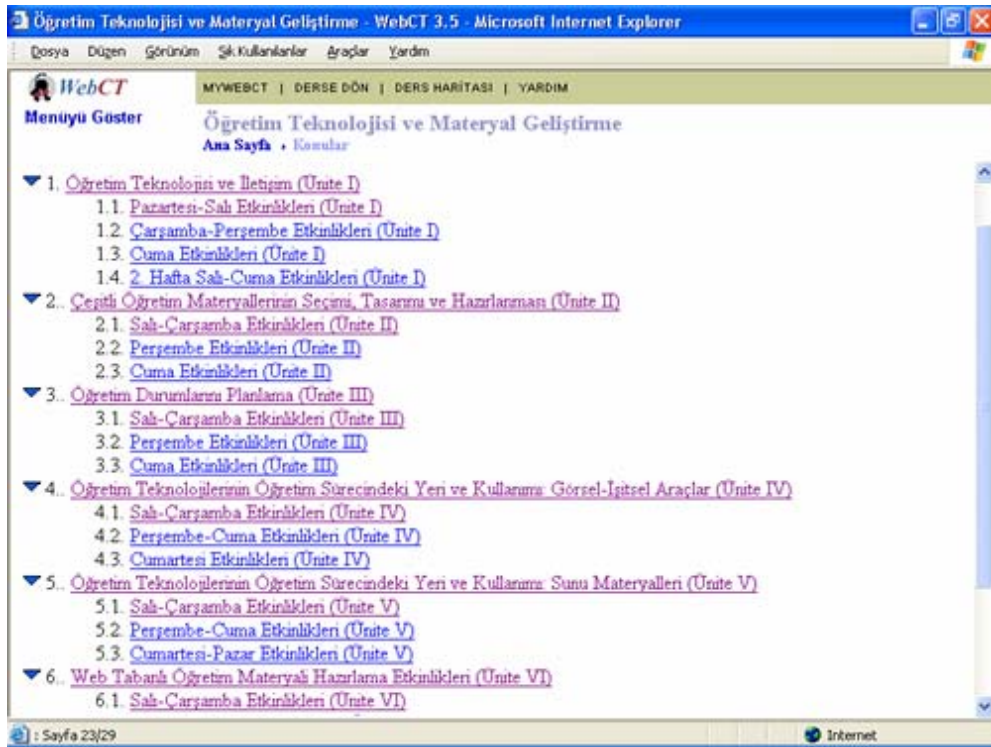 Öğretim Teknolojisi ve Materyal Geliştirme - WebCT 3.5 - Microsoft Internet Explorer
Dosya Düzen Görünüm Sık Kullanılanlar Araçlar Yardım
WebCT MYWEBCT | DERSE DÖN | DERS HARİTASI | YARDIM
Menüyü Göster Öğretim Teknolojisi ve Materyal Geliştirme
Ana Sayfa › Konular
1. Öğretim Teknolojisi ve İletişim (Ünite I)
1.1. Pazartesi-Salı Etkinlikleri (Ünite I)
1.2. Çarşamba-Perşembe Etkinlikleri (Ünite I)
1.3. Cuma Etkinlikleri (Ünite I)
1.4. 2. Hafta Salı-Cuma Etkinlikleri (Ünite I)
2.. Çeşitli Öğretim Materyallerinin Seçimi, Tasarımı ve Hazırlanması (Ünite II)
2.1. Salı-Çarşamba Etkinlikleri (Ünite II)
2.2. Perşembe Etkinlikleri (Ünite II)
2.3. Cuma Etkinlikleri (Ünite II)
3.. Öğretim Durumlarını Planlama (Ünite III)
3.1. Salı-Çarşamba Etkinlikleri (Ünite III)
3.2. Perşembe Etkinlikleri (Ünite III)
3.3. Cuma Etkinlikleri (Ünite III)
4.. Öğretim Teknolojilerinin Öğretim Sürecindeki Yeri ve Kullanımı: Görsel-İşitsel Araçlar (Ünite IV)
4.1. Salı-Çarşamba Etkinlikleri (Ünite IV)
4.2. Perşembe-Cuma Etkinlikleri (Ünite IV)
4.3. Cumartesi Etkinlikleri (Ünite IV)
5.. Öğretim Teknolojilerinin Öğretim Sürecindeki Yeri ve Kullanımı: Sunu Materyalleri (Ünite V)
5.1. Salı-Çarşamba Etkinlikleri (Ünite V)
5.2. Perşembe-Cuma Etkinlikleri (Ünite V)
5.3. Cumartesi-Pazar Etkinlikleri (Ünite V)
6.. Web Tabanlı Öğretim Materyali Hazırlama Etkinlikleri (Ünite VI)
6.1. Salı-Çarşamba Etkinlikleri (Ünite VI)
: Sayfa 23/29 Internet